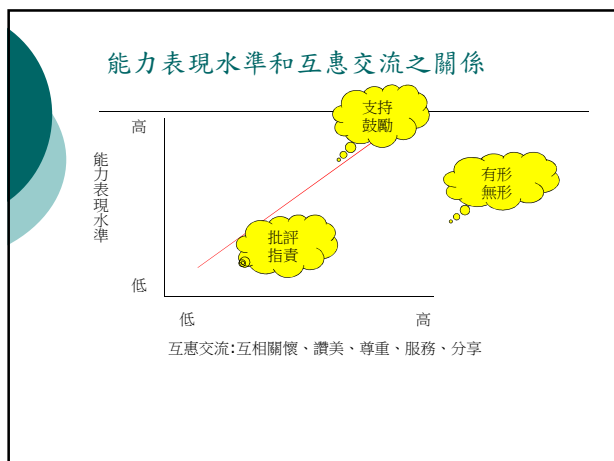 能力表現水準和互惠交流之關係
支持
鼓勵
高
能力表現水準
有形
無形
批評
指責
低
低
高
互惠交流:互相關懷、讚美、尊重、服務、分享